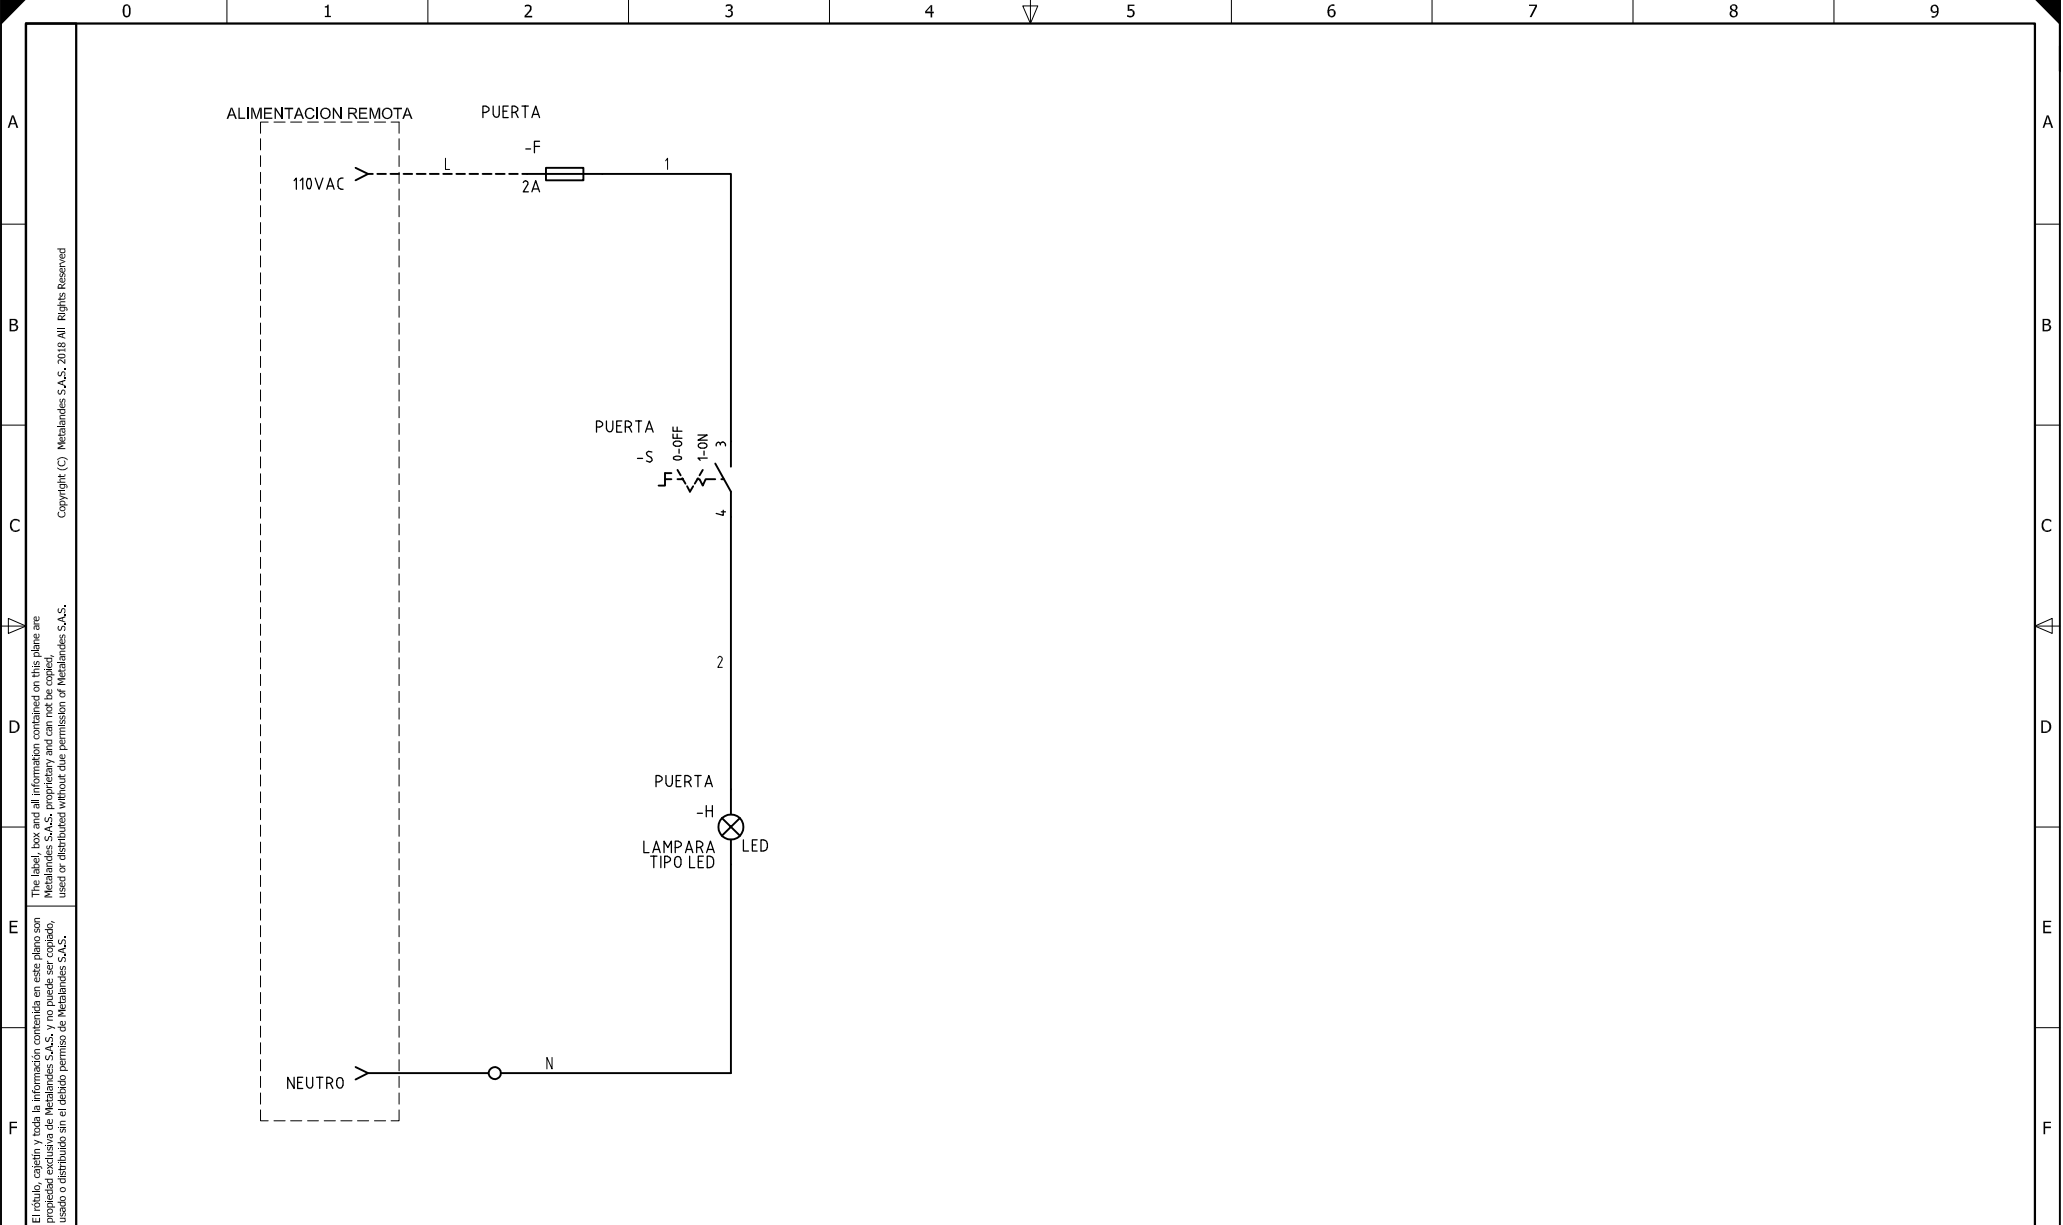 0 1 2 3 4 5 6 7 8 9
A A
ALIMENTACION REMOTA
PUERTA
-F
L
1
110VAC
2A
B B
Copyright (C) Metalandes S.A.S. 2018 All Rights Reserved
PUERTA
-S
0-OFF
1-ON
3
4
C C
The label, box and all information contained on this plane are
Metalandes S.A.S. proprietary and can not be copied,
used or distributed without due permission of Metalandes S.A.S.
2
D D
PUERTA
-H
LAMPARA
TIPO LED
LED
E E
El rótulo, cajetín y toda la información contenida en este plano son
propiedad exclusiva de Metalandes S.A.S. y no puede ser copiado,
usado o distribuido sin el debido permiso de Metalandes S.A.S.
N
NEUTRO
F F